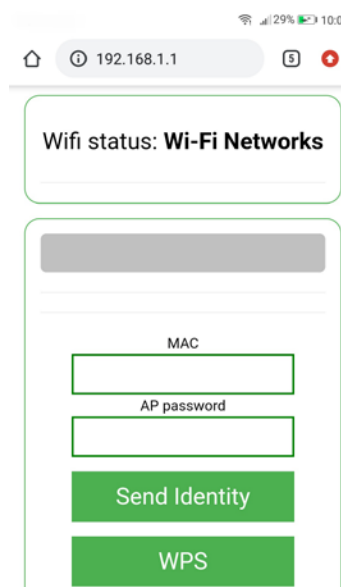 29% 10:0
192.168.1.1 5
Wifi status: Wi-Fi Networks
MAC
AP password
Send Identity
WPS